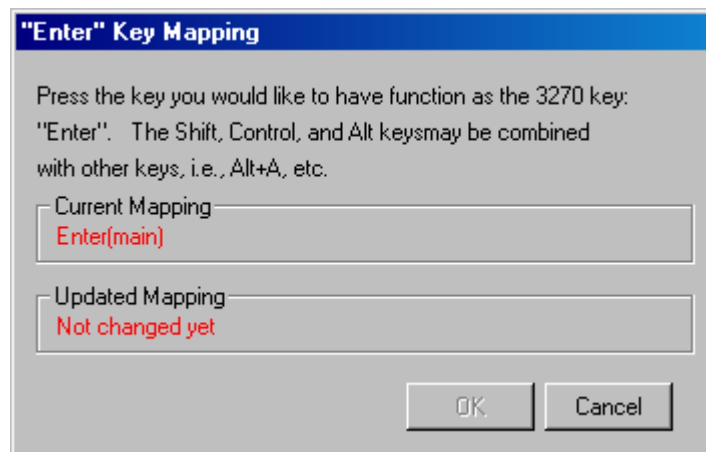 "Enter" Key Mapping
Press the key you would like to have function as the 3270 key:
"Enter".   The Shift, Control, and Alt keysmay be combined
with other keys, i.e., Alt+A, etc.
Current Mapping
Enter(main)
Updated Mapping
Not changed yet
OK Cancel